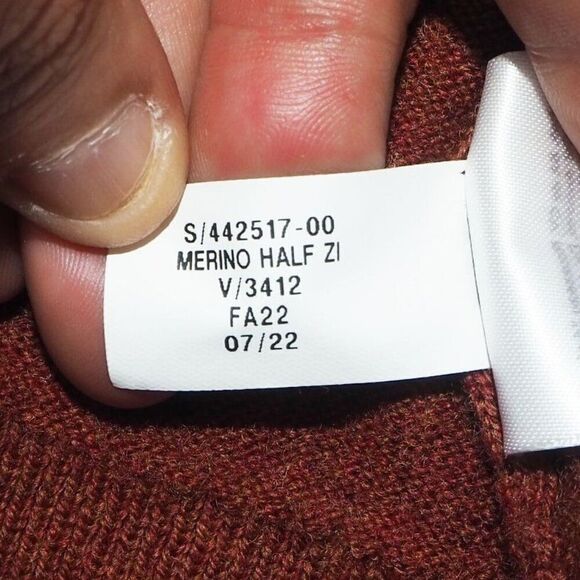 S/442517-00
MERINO HALF ZI
V/3412
FA22
07/22